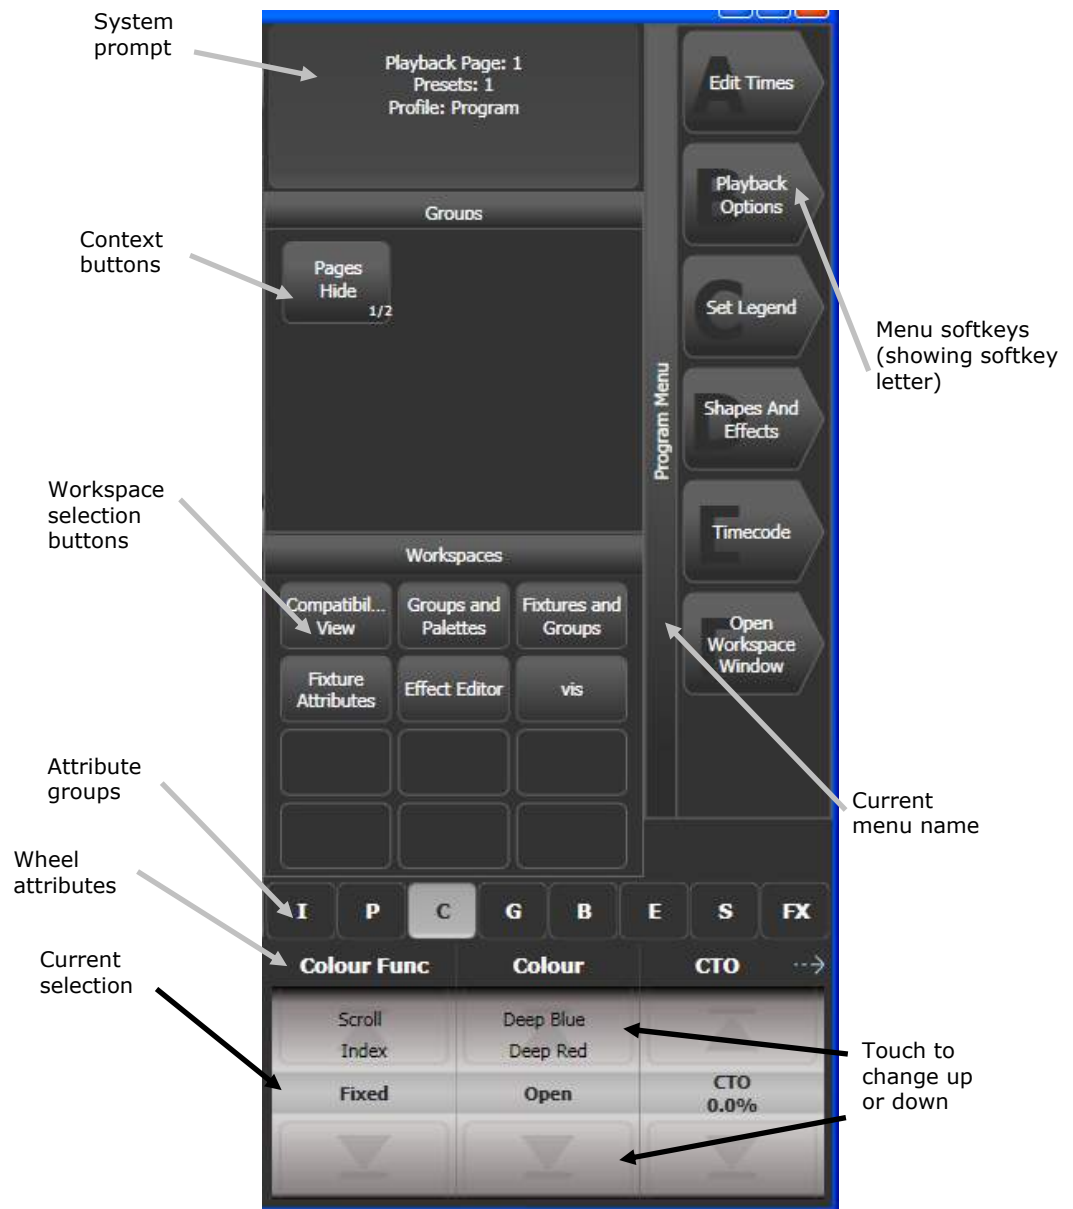 System
prompt
Playback Page: 1
Presets: 1
Profile: Program
A
Edit Times
B
Playback
Options
Groups
Context
buttons
Pages
Hide
1/2
C
Set Legend
Menu softkeys
(showing softkey
letter)
Program Menu
D
Shapes And
Effects
Workspace
selection
buttons
E
Timecode
Workspaces
Compatibil...
View
Groups and
Palettes
Fixtures and
Groups
F
Open
Workspace
Window
Fixture
Attributes
Effect Editor
vis
Attribute
groups
Current
menu name
Wheel
attributes
I P C G B E S FX
Current
selection
Colour Func Colour CTO
Scroll
Index
Deep Blue
Deep Red
Touch to
change up
or down
Fixed
Open
CTO
0.0%